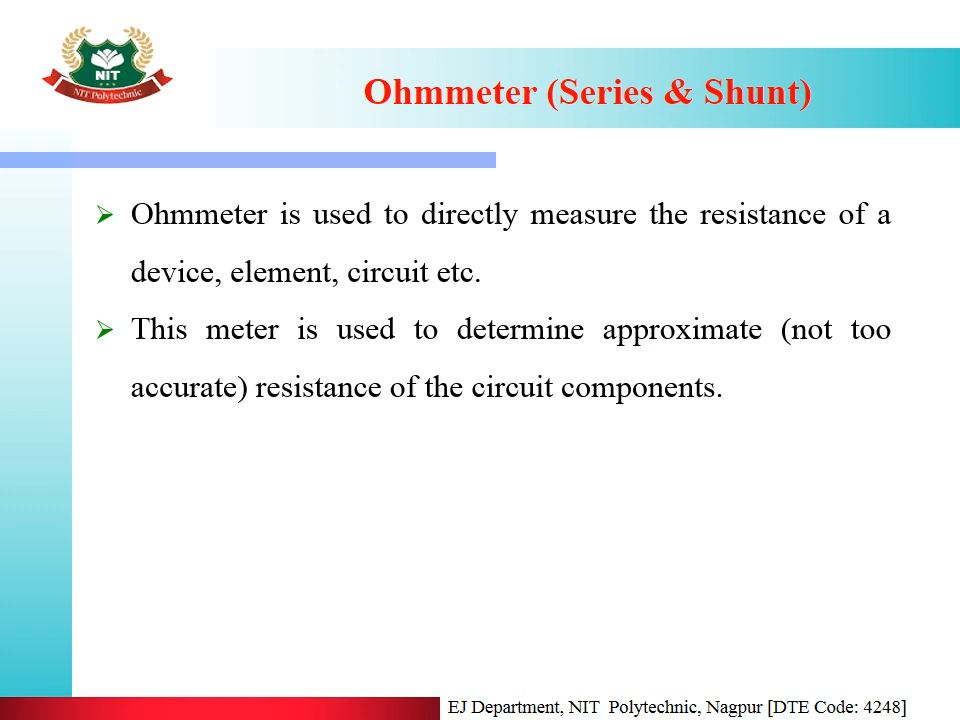 NIT
NIT Polytechnic
Ohmmeter (Series & Shunt)
Ohmmeter is used to directly measure the resistance of a
device, element, circuit etc.
This meter is used to determine approximate (not too
accurate) resistance of the circuit components.
EJ Department, NIT Polytechnic, Nagpur [DTE Code: 4248]